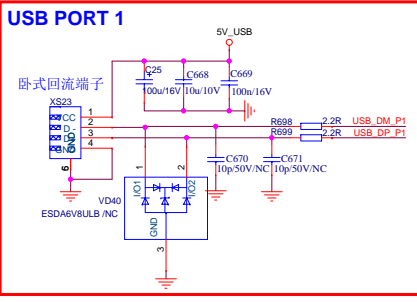 USB PORT 1
5V_USB
卧式回流端子
C25
100u/16V
C668
10u/10V
C669
100n/16V
XS23
VCC 1
D- 2
D+ 3
GND 4
6
R698 2.2R USB_DM_P1
R699 2.2R USB_DP_P1
C670
10p/50V/NC
C671
10p/50V/NC
1
2
I/O1
I/O2
VD40
ESDA6V8ULB /NC
GND
3